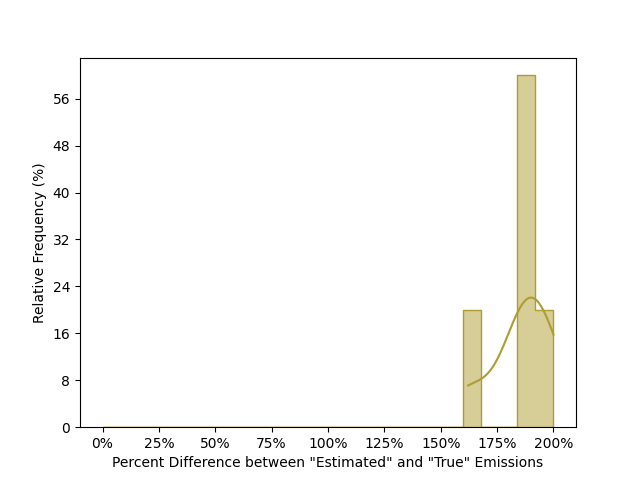 56
48
40
32
24
16
8
0
Relative Frequency (%)
0% 25% 50% 75% 100% 125% 150% 175% 200%
Percent Difference between "Estimated" and "True" Emissions